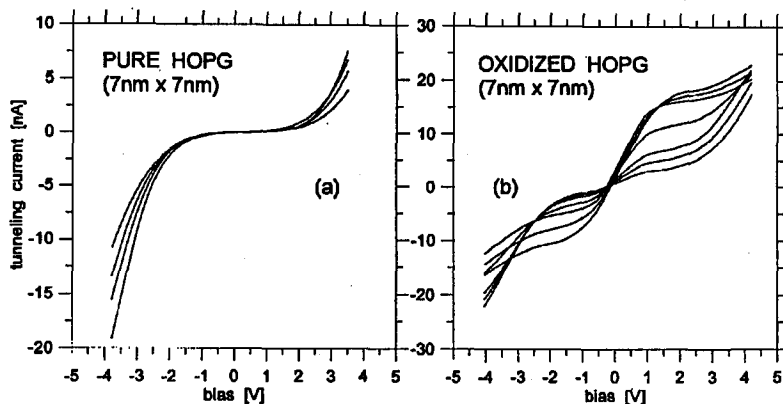 10
5
0
-5
-10
-15
-20
tunneling current [nA]
PURE HOPG
(7nm x 7nm)
(a)
-5 -4 -3 -2 -1 0 1 2 3 4 5
bias [V]
30
20
10
0
-10
-20
-30
OXIDIZED HOPG
(7nm x 7nm)
(b)
-5 -4 -3 -2 -1 0 1 2 3 4 5
bias [V]